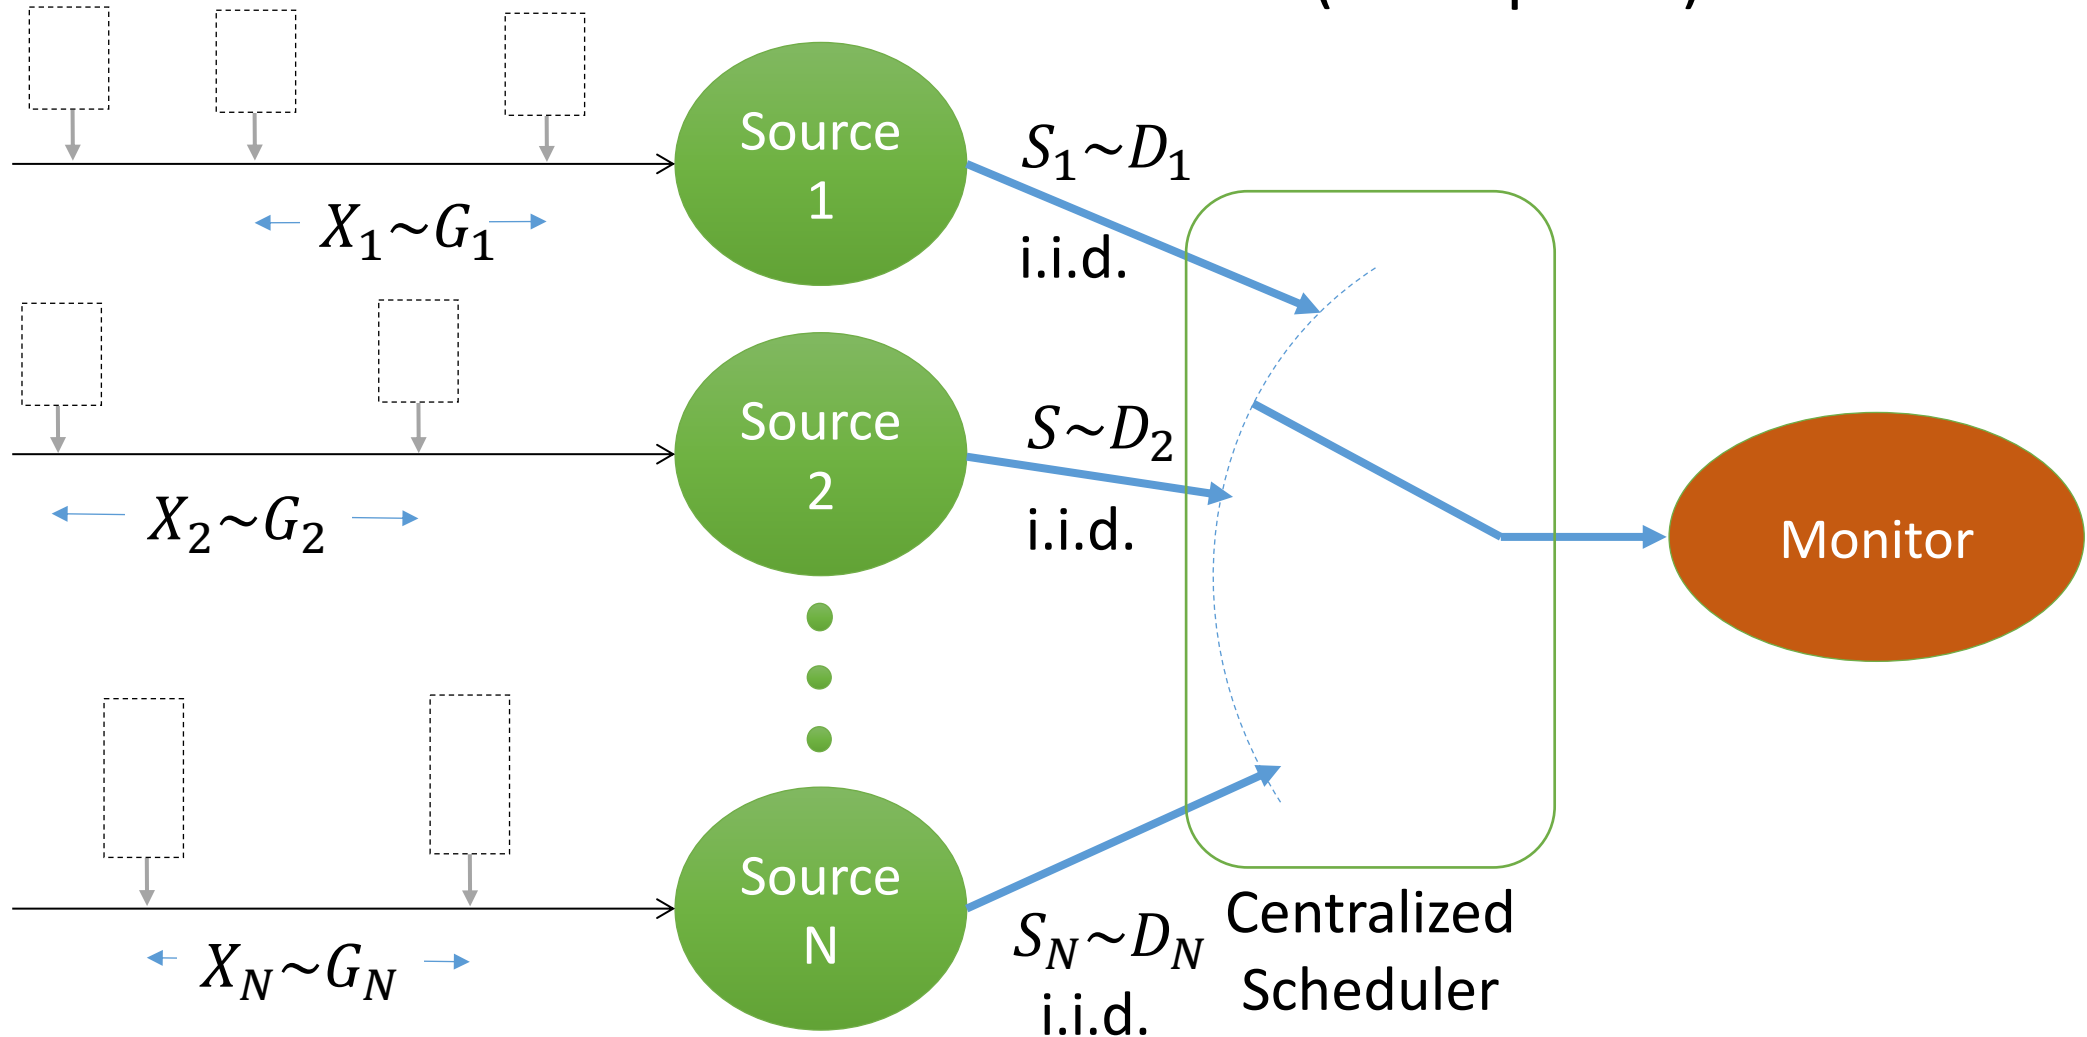 Source
1
S₁~D₁
X₁~G₁
i.i.d.
Source
2
S~D₂
X₂~G₂
i.i.d.
Monitor
Source
N
Centralized
Scheduler
S_N~D_N
X_N~G_N
i.i.d.